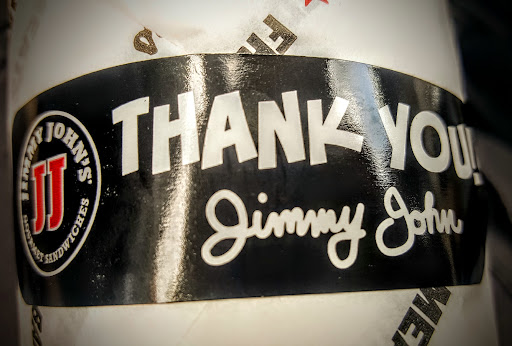 THANK YOU!
Jimmy John
JIMMY JOHN'S
JJ
GOURMET SANDWICHES